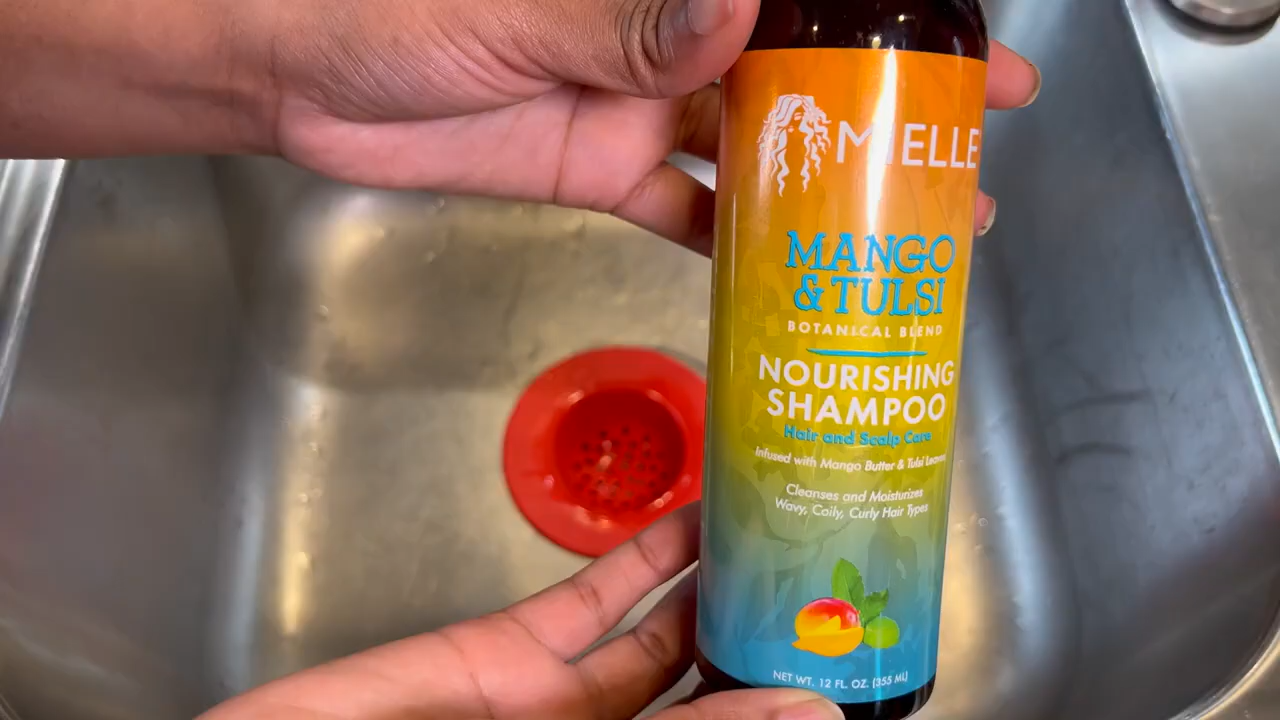 MIELLE
MANGO
& TULSI
BOTANICAL BLEND
NOURISHING
SHAMPOO
Hair and Scalp Care
Infused with Mango Butter & Tulsi Leaves
Cleanses and Moisturizes
Wavy, Coily, Curly Hair Types
NET WT. 12 FL. OZ. (355 ML)